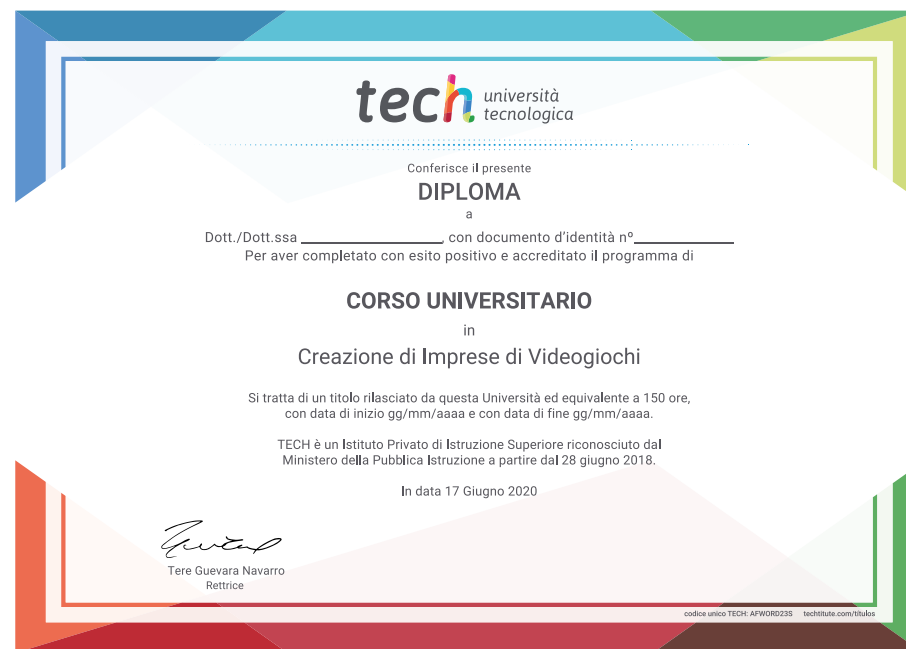 tech università
tecnologica
Conferisce il presente
DIPLOMA
a
Dott./Dott.ssa ____________________, con documento d'identità nº______________
Per aver completato con esito positivo e accreditato il programma di
CORSO UNIVERSITARIO
in
Creazione di Imprese di Videogiochi
Si tratta di un titolo rilasciato da questa Università ed equivalente a 150 ore,
con data di inizio gg/mm/aaaa e con data di fine gg/mm/aaaa.
TECH è un Istituto Privato di Istruzione Superiore riconosciuto dal
Ministero della Pubblica Istruzione a partire dal 28 giugno 2018.
In data 17 Giugno 2020
Tere Guevara Navarro
Rettrice
codice unico TECH: AFWORD23S techtitute.com/títulos